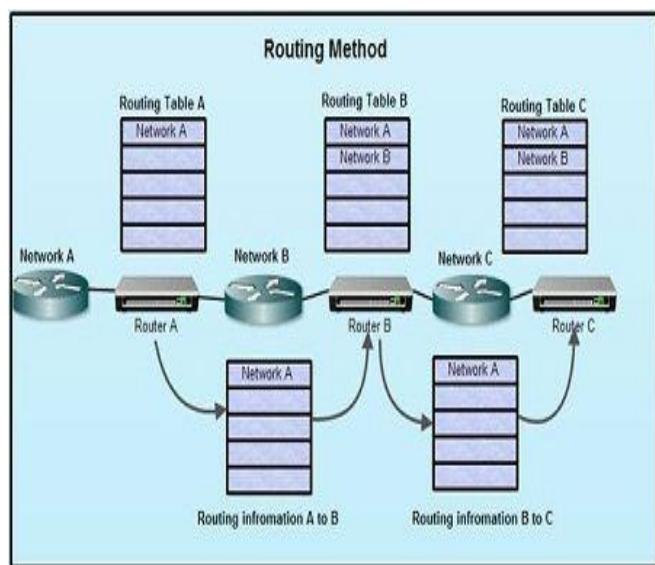 Routing Method
Routing Table A
Routing Table B
Routing Table C
Network A
Network A
Network B
Network A
Network B
Network A
Network B
Network C
Router A
Router B
Router C
Network A
Network A
Routing infromation A to B
Routing infromation B to C